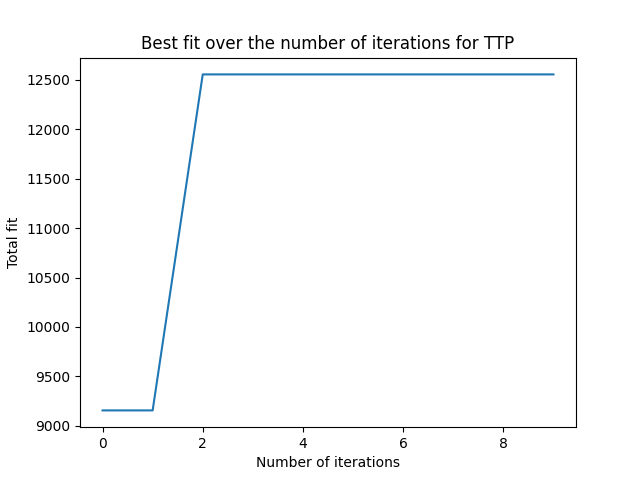 Best fit over the number of iterations for TTP
12500
12000
11500
11000
10500
10000
9500
9000
Total fit
0 2 4 6 8
Number of iterations